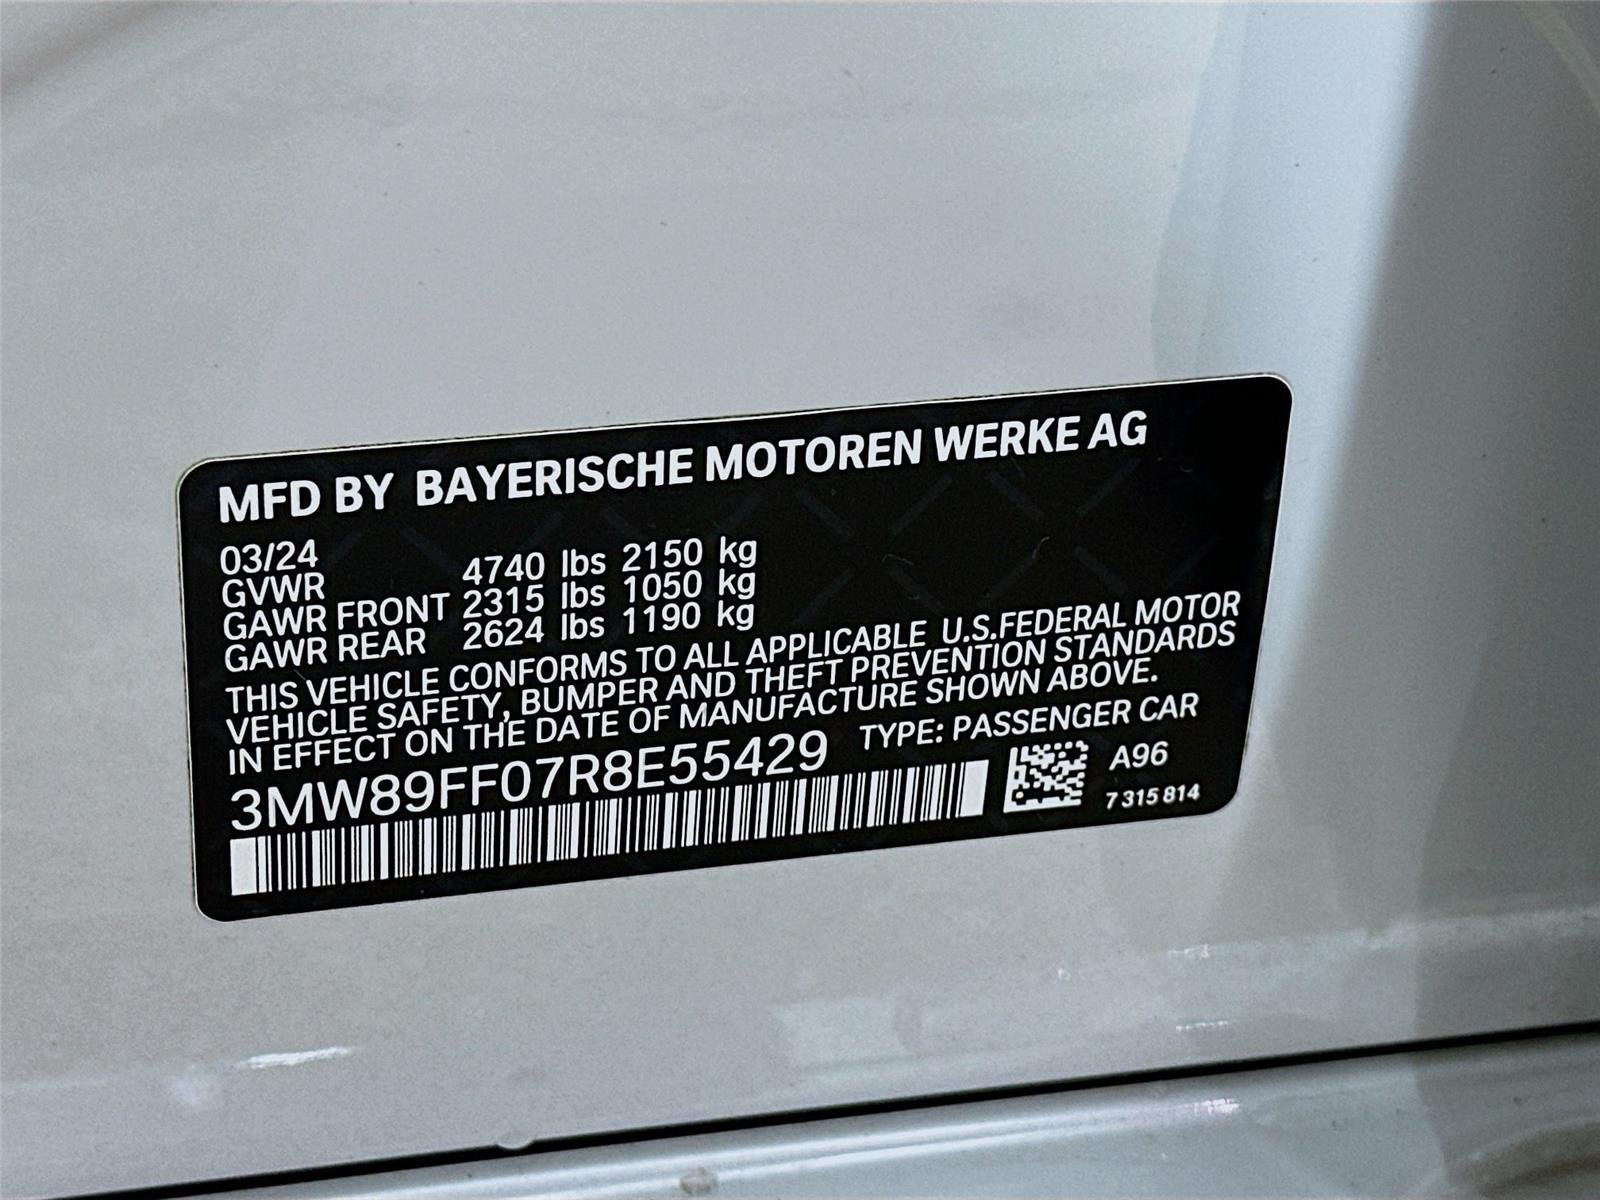 MFD BY BAYERISCHE MOTOREN WERKE AG
03/24
GVWR 4740 lbs 2150 kg
GAWR FRONT 2315 lbs 1050 kg
GAWR REAR 2624 lbs 1190 kg
THIS VEHICLE CONFORMS TO ALL APPLICABLE U.S.FEDERAL MOTOR
VEHICLE SAFETY, BUMPER AND THEFT PREVENTION STANDARDS
IN EFFECT ON THE DATE OF MANUFACTURE SHOWN ABOVE.
3MW89FF07R8E55429 TYPE: PASSENGER CAR
A96
7 315 814